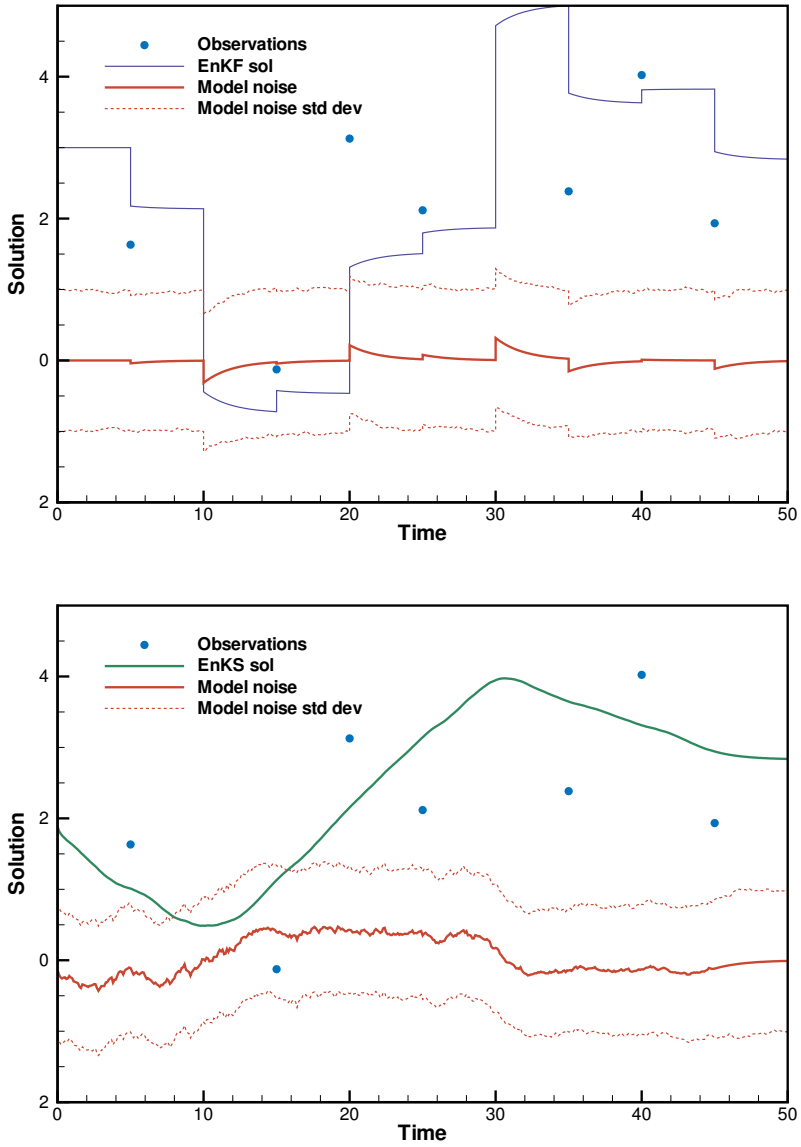 Observations
EnKF sol
Model noise
Model noise std dev
4
2
0
2
Solution
0
10
20
30
40
50
Time
Observations
EnKS sol
Model noise
Model noise std dev
4
2
0
2
Solution
0
10
20
30
40
50
Time